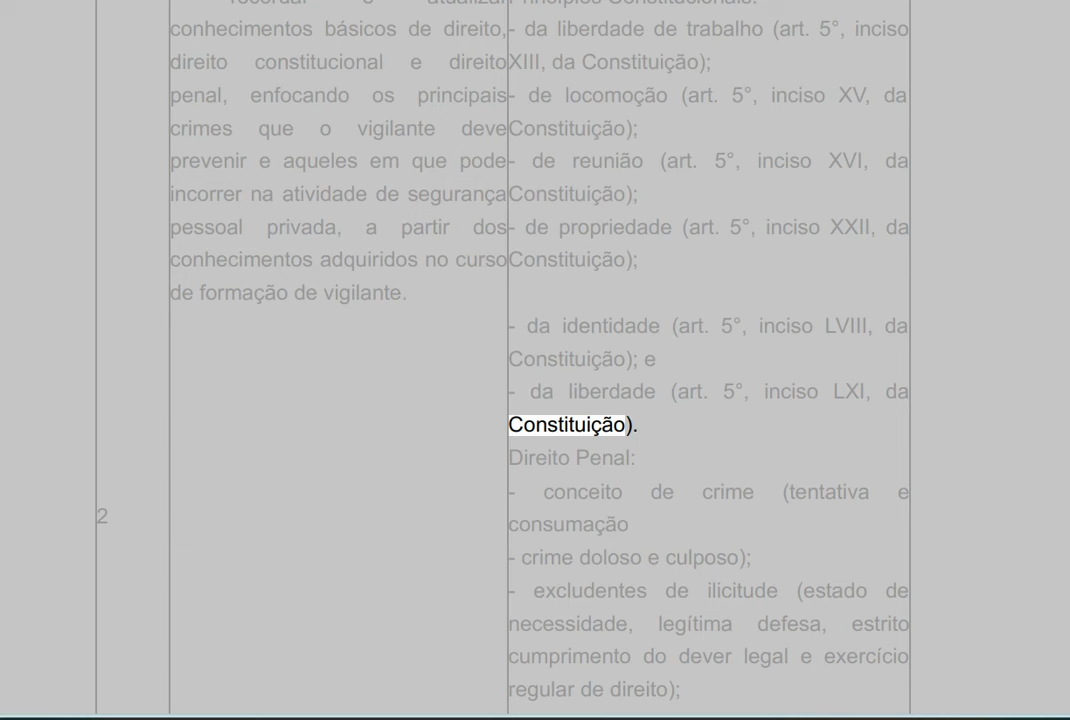 recordar e atualizar
conhecimentos básicos de direito,
direito constitucional e direito
penal, enfocando os principais
crimes que o vigilante deve
prevenir e aqueles em que pode
incorrer na atividade de segurança
pessoal privada, a partir dos
conhecimentos adquiridos no curso
de formação de vigilante.
Princípios Constitucionais:
- da liberdade de trabalho (art. 5°, inciso
XIII, da Constituição);
- de locomoção (art. 5°, inciso XV, da
Constituição);
- de reunião (art. 5°, inciso XVI, da
Constituição);
- de propriedade (art. 5°, inciso XXII, da
Constituição);
- da identidade (art. 5°, inciso LVIII, da
Constituição); e
- da liberdade (art. 5°, inciso LXI, da
Constituição).
Direito Penal:
- conceito de crime (tentativa e
consumação
- crime doloso e culposo);
- excludentes de ilicitude (estado de
necessidade, legítima defesa, estrito
cumprimento do dever legal e exercício
regular de direito);
2